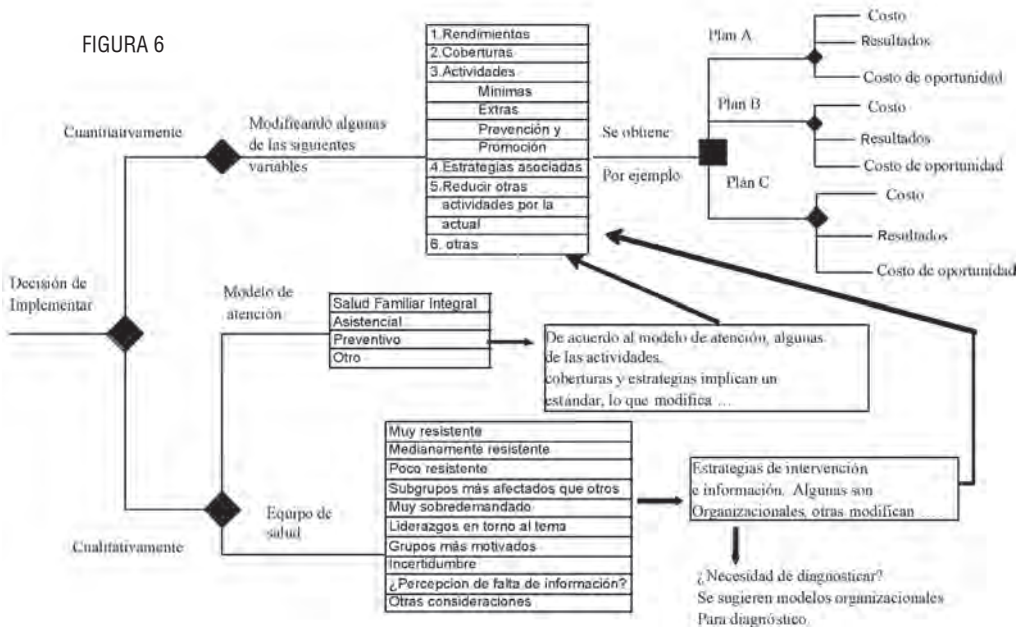 FIGURA 6
Cuantitativamente
Modificando algunas
de las siguientes
variables
1.Rendimientos
2.Coberturas
3.Actividades
Mínimas
Extras
Prevención y
Promoción
4.Estrategias asociadas
5.Reducir otras
actividades por la
actual
6. otras
Se obtiene
Por ejemplo
Plan A
Costo
Resultados
Costo de oportunidad
Plan B
Costo
Resultados
Costo de oportunidad
Plan C
Costo
Resultados
Costo de oportunidad
Decisión de
Implementar
Modelo de
atención
Salud Familiar Integral
Asistencial
Preventivo
Otro
De acuerdo al modelo de atención, algunas
de las actividades,
coberturas y estrategias implican un
estándar, lo que modifica ...
Cualitativamente
Equipo de
salud
Muy resistente
Medianamente resistente
Poco resistente
Subgrupos más afectados que otros
Muy sobredemandado
Liderazgos en torno al tema
Grupos más motivados
Incertidumbre
¿Percepcion de falta de información?
Otras consideraciones
Estrategias de intervención
e información. Algunas son
Organizacionales, otras modifican
¿Necesidad de diagnosticar?
Se sugieren modelos organizacionales
Para diagnóstico